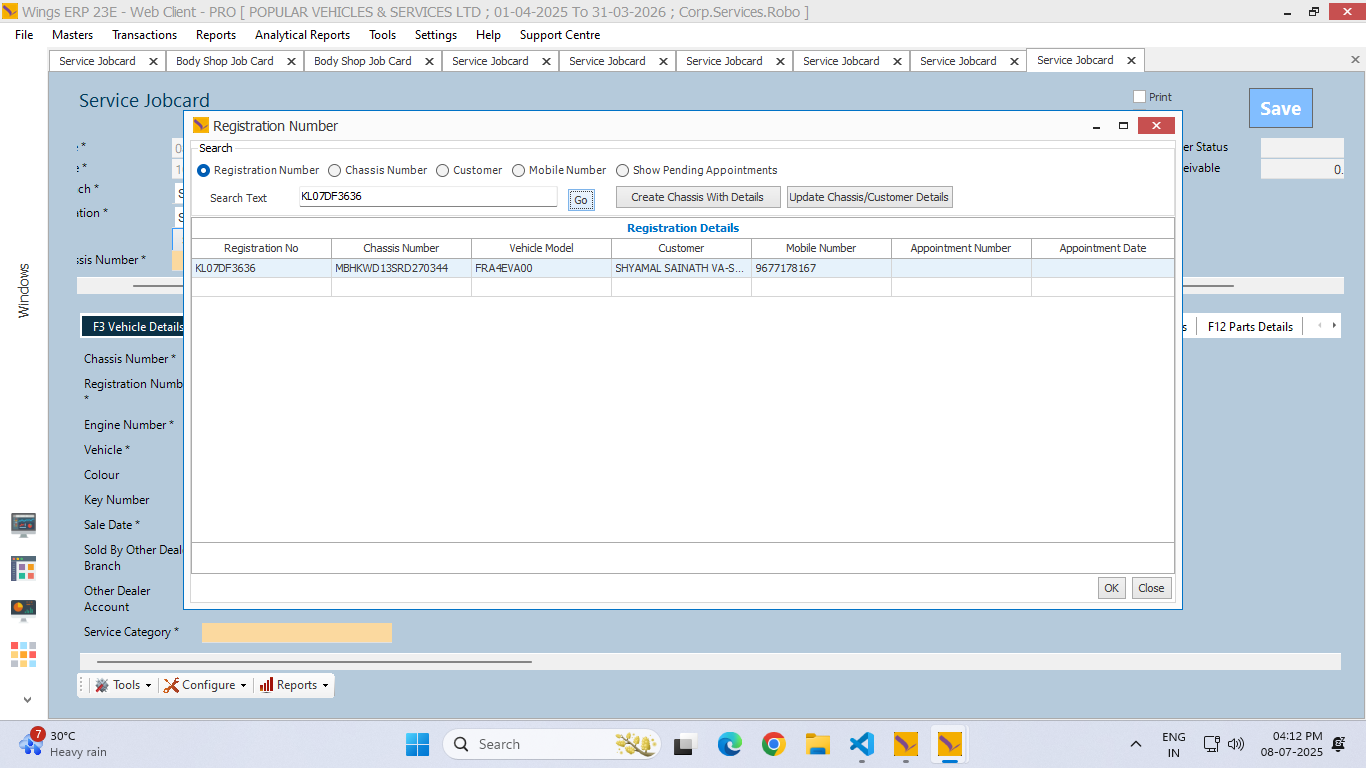 Wings ERP 23E - Web Client - PRO [ POPULAR VEHICLES & SERVICES LTD ; 01-04-2025 To 31-03-2026 ; Corp.Services.Robo ]
File Masters Transactions Reports Analytical Reports Tools Settings Help Support Centre
Service Jobcard Body Shop Job Card Body Shop Job Card Service Jobcard Service Jobcard Service Jobcard Service Jobcard Service Jobcard Service Jobcard
Service Jobcard
Print
Save
Registration Number
Search
Registration Number Chassis Number Customer Mobile Number Show Pending Appointments
Search Text KL07DF3636 Go Create Chassis With Details Update Chassis/Customer Details
Registration Details
Registration No Chassis Number Vehicle Model Customer Mobile Number Appointment Number Appointment Date
KL07DF3636 MBHKWD13SRD270344 FRA4EVA00 SHYAMAL SAINATH VA-S... 9677178167
OK Close
er Status
eivable 0.
ch *
tion *
ssis Number *
Windows
F3 Vehicle Details
s F12 Parts Details
Chassis Number *
Registration Numb
*
Engine Number *
Vehicle *
Colour
Key Number
Sale Date *
Sold By Other Deal
Branch
Other Dealer
Account
Service Category *
Tools Configure Reports
7 30°C
Heavy rain
Search
ENG
IN
04:12 PM
08-07-2025